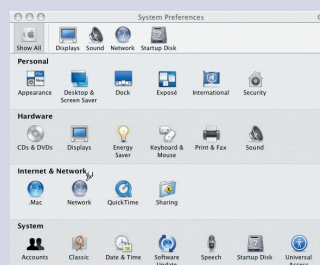 System Preferences
Show All Displays Sound Network Startup Disk
Personal
Appearance Desktop & Screen Saver Dock Exposé International Security
Hardware
CDs & DVDs Displays Energy Saver Keyboard & Mouse Print & Fax Sound
Internet & Network
.Mac Network QuickTime Sharing
System
Accounts Classic Date & Time Software Update Speech Startup Disk Universal Access